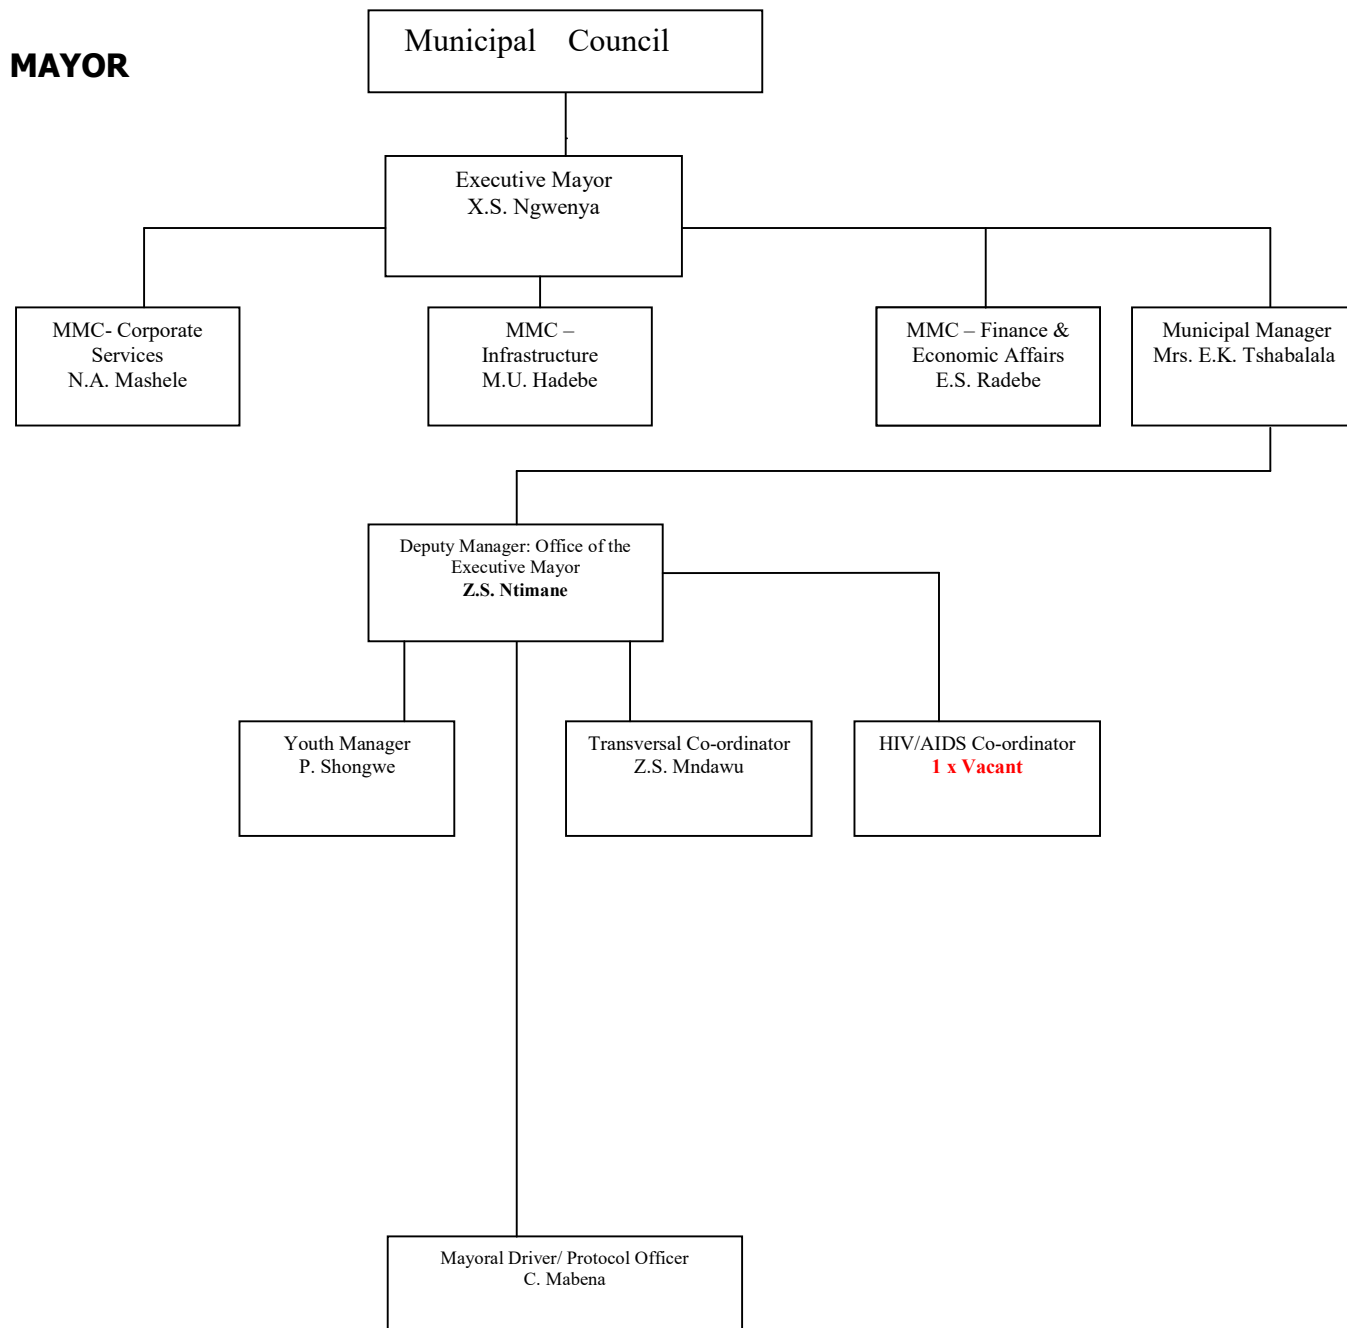 Municipal Council
MAYOR
Executive Mayor
X.S. Ngwenya
MMC- Corporate
Services
N.A. Mashele
MMC –
Infrastructure
M.U. Hadebe
MMC – Finance &
Economic Affairs
E.S. Radebe
Municipal Manager
Mrs. E.K. Tshabalala
Deputy Manager: Office of the
Executive Mayor
Z.S. Ntimane
Youth Manager
P. Shongwe
Transversal Co-ordinator
Z.S. Mndawu
HIV/AIDS Co-ordinator
1 x Vacant
Mayoral Driver/ Protocol Officer
C. Mabena